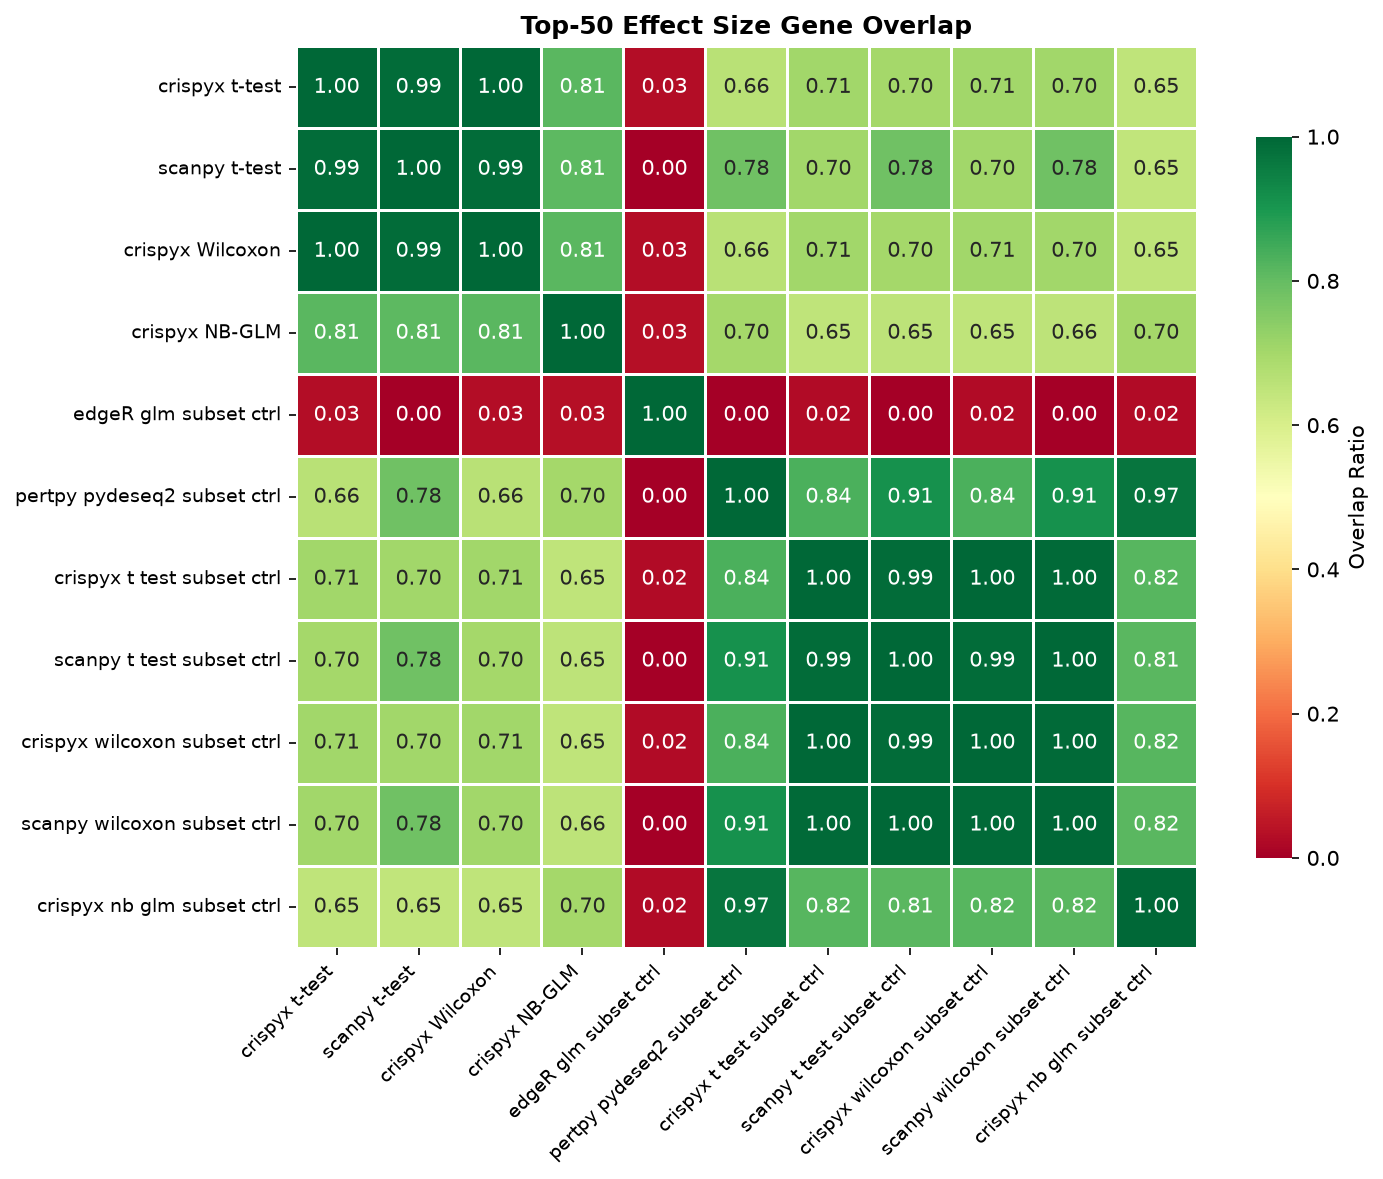 Top-50 Effect Size Gene Overlap
crispyx t-test 1.00 0.99 1.00 0.81 0.03 0.66 0.71 0.70 0.71 0.70 0.65
scanpy t-test 0.99 1.00 0.99 0.81 0.00 0.78 0.70 0.78 0.70 0.78 0.65
crispyx Wilcoxon 1.00 0.99 1.00 0.81 0.03 0.66 0.71 0.70 0.71 0.70 0.65
crispyx NB-GLM 0.81 0.81 0.81 1.00 0.03 0.70 0.65 0.65 0.65 0.66 0.70
edgeR glm subset ctrl 0.03 0.00 0.03 0.03 1.00 0.00 0.02 0.00 0.02 0.00 0.02
pertpy pydeseq2 subset ctrl 0.66 0.78 0.66 0.70 0.00 1.00 0.84 0.91 0.84 0.91 0.97
crispyx t test subset ctrl 0.71 0.70 0.71 0.65 0.02 0.84 1.00 0.99 1.00 1.00 0.82
scanpy t test subset ctrl 0.70 0.78 0.70 0.65 0.00 0.91 0.99 1.00 0.99 1.00 0.81
crispyx wilcoxon subset ctrl 0.71 0.70 0.71 0.65 0.02 0.84 1.00 0.99 1.00 1.00 0.82
scanpy wilcoxon subset ctrl 0.70 0.78 0.70 0.66 0.00 0.91 1.00 1.00 1.00 1.00 0.82
crispyx nb glm subset ctrl 0.65 0.65 0.65 0.70 0.02 0.97 0.82 0.81 0.82 0.82 1.00
crispyx t-test
scanpy t-test
crispyx Wilcoxon
crispyx NB-GLM
edgeR glm subset ctrl
pertpy pydeseq2 subset ctrl
crispyx t test subset ctrl
scanpy t test subset ctrl
crispyx wilcoxon subset ctrl
scanpy wilcoxon subset ctrl
crispyx nb glm subset ctrl
1.0
0.8
0.6
0.4
0.2
0.0
Overlap Ratio